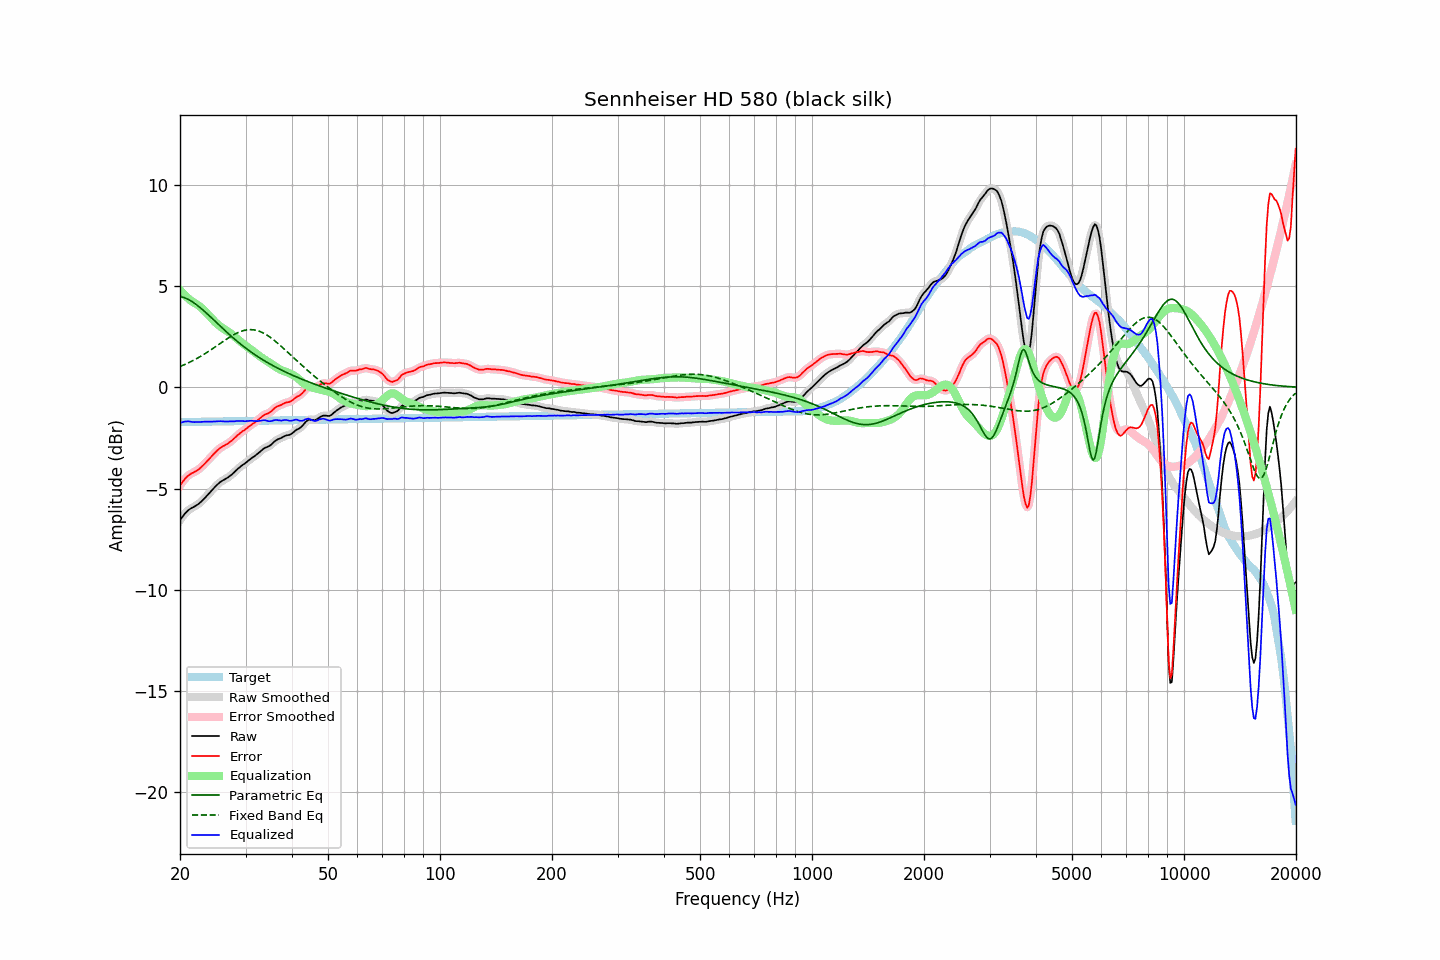 Sennheiser HD 580 (black silk)
Amplitude (dBr)
10
5
0
−5
−10
−15
−20
Target
Raw Smoothed
Error Smoothed
Raw
Error
Equalization
Parametric Eq
Fixed Band Eq
Equalized
20
50
100
200
500
1000
2000
5000
10000
20000
Frequency (Hz)